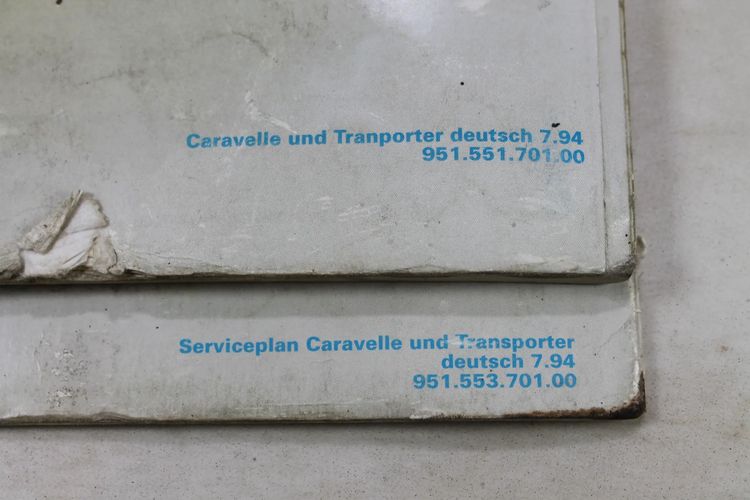 Caravelle und Tranporter deutsch 7.94
951.551.701.00
Serviceplan Caravelle und Transporter
deutsch 7.94
951.553.701.00